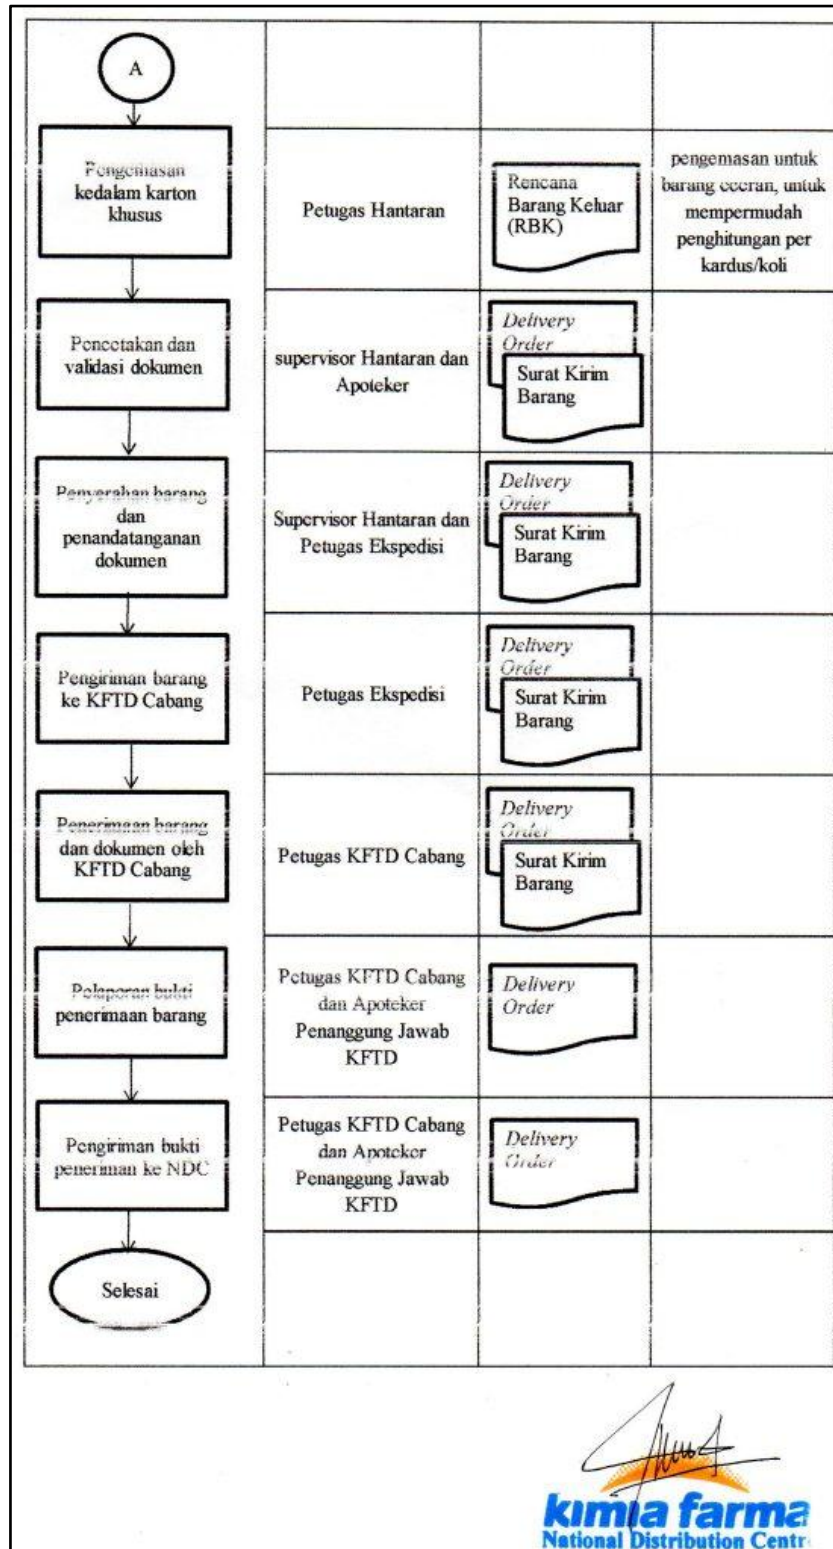 A
Pengemasan
kedalam karton
khusus
Petugas Hantaran
Rencana
Barang Keluar
(RBK)
pengemasan untuk
barang eceran, untuk
mempermudah
penghitungan per
kardus/koli
Pencetakan dan
validasi dokumen
supervisor Hantaran dan
Apoteker
Delivery
Order
Surat Kirim
Barang
Penyerahan barang
dan
penandatanganan
dokumen
Supervisor Hantaran dan
Petugas Ekspedisi
Delivery
Order
Surat Kirim
Barang
Pengiriman barang
ke KFTD Cabang
Petugas Ekspedisi
Delivery
Order
Surat Kirim
Barang
Penerimaan barang
dan dokumen oleh
KFTD Cabang
Petugas KFTD Cabang
Delivery
Order
Surat Kirim
Barang
Pelaporan bukti
penerimaan barang
Petugas KFTD Cabang
dan Apoteker
Penanggung Jawab
KFTD
Delivery
Order
Pengiriman bukti
peneriman ke NDC
Petugas KFTD Cabang
dan Apoteker
Penanggung Jawab
KFTD
Delivery
Order
Selesai
kimia farma
National Distribution Centr